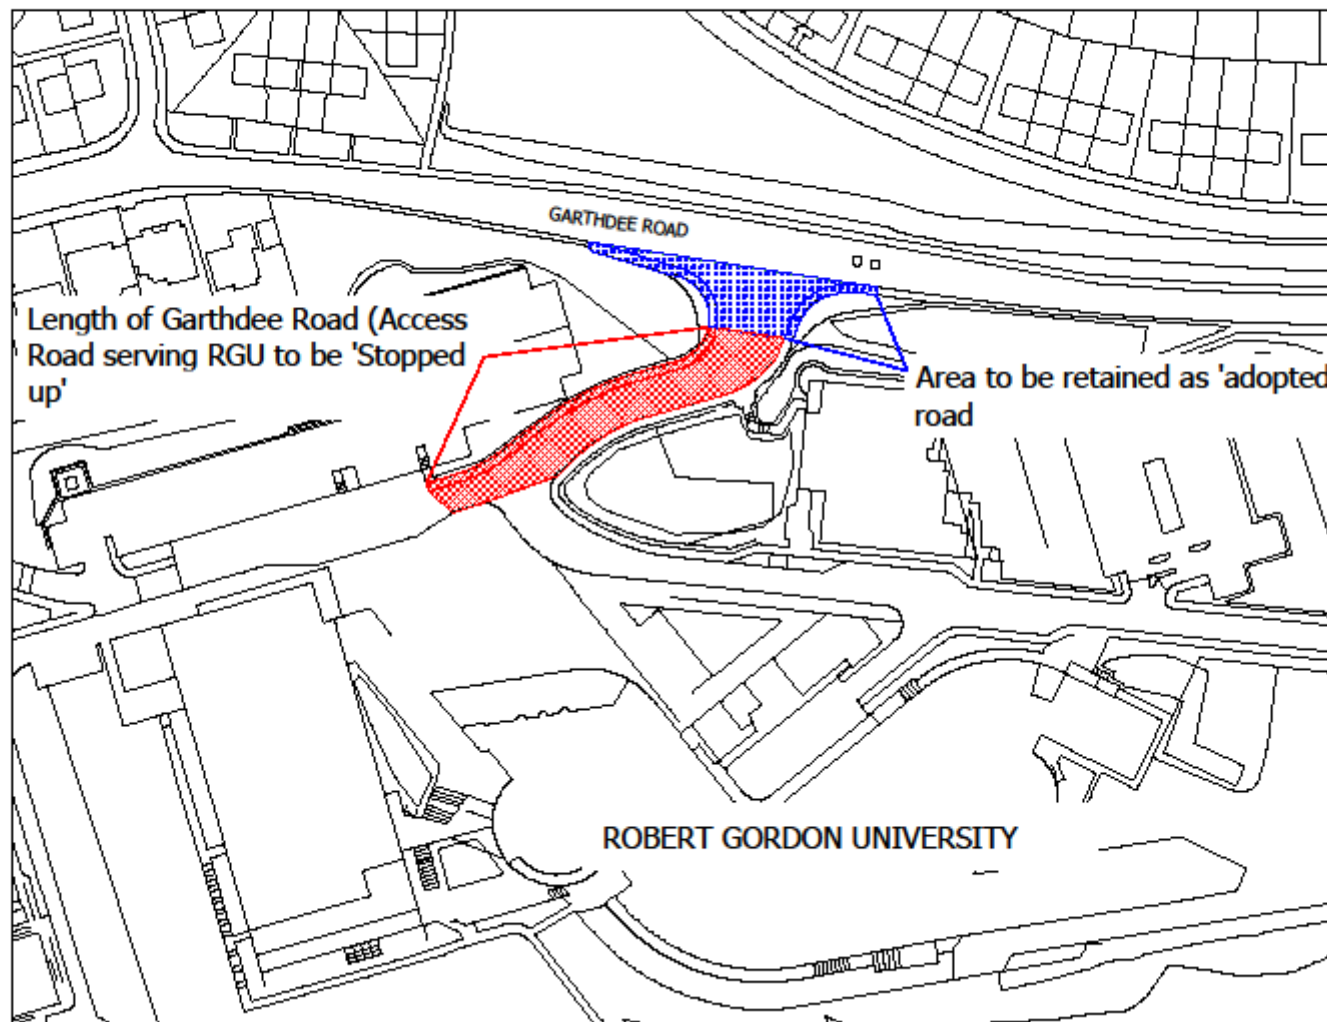 GARTHDEE ROAD
Length of Garthdee Road (Access
Road serving RGU to be 'Stopped
up'
Area to be retained as 'adopted
road
ROBERT GORDON UNIVERSITY